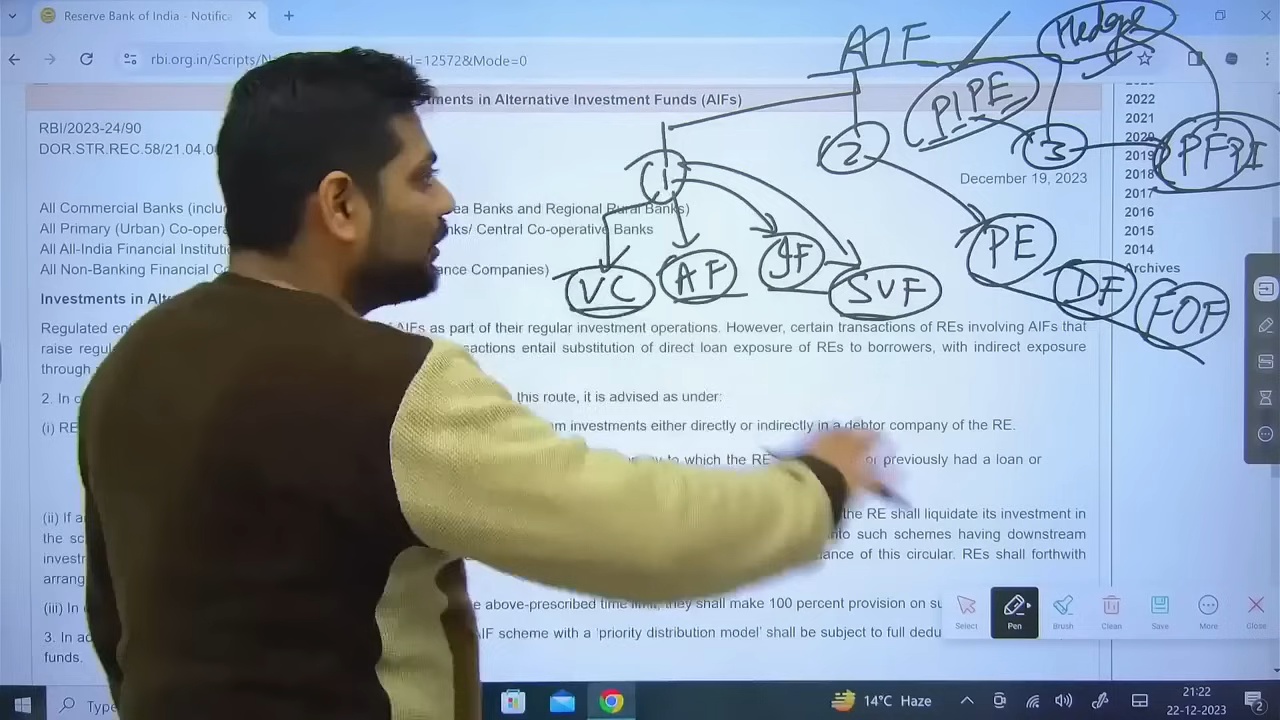 Reserve Bank of India - Notifica
rbi.org.in/Scripts/N id=12572&Mode=0
AIF
Hedge
PIPE
1
2
3
PFPI
VC
AF
IF
SVF
PE
DF
FOF
ments in Alternative Investment Funds (AIFs)
RBI/2023-24/90
DOR.STR.REC.58/21.04.0
December 19, 2023
All Commercial Banks (inclu ea Banks and Regional Rural Banks)
All Primary (Urban) Co-opera nks/ Central Co-operative Banks
All All-India Financial Instituti
All Non-Banking Financial C ance Companies)
Investments in Alt
Regulated en AIFs as part of their regular investment operations. However, certain transactions of REs involving AIFs that
raise regul sactions entail substitution of direct loan exposure of REs to borrowers, with indirect exposure
through
2. In c this route, it is advised as under:
(i) RE m investments either directly or indirectly in a debtor company of the RE.
to which the RE or previously had a loan or
(ii) If a the RE shall liquidate its investment in
the sc into such schemes having downstream
invest ance of this circular. REs shall forthwith
arrang
(iii) In e above-prescribed time limit, they shall make 100 percent provision on su
3. In ad AIF scheme with a 'priority distribution model' shall be subject to full dedu
funds.
2022
2021
2020
2019
2018
2017
2016
2015
2014
Archives
Select
Pen
Brush
Clean
Save
More
Close
Type
14°C Haze
21:22
22-12-2023
2